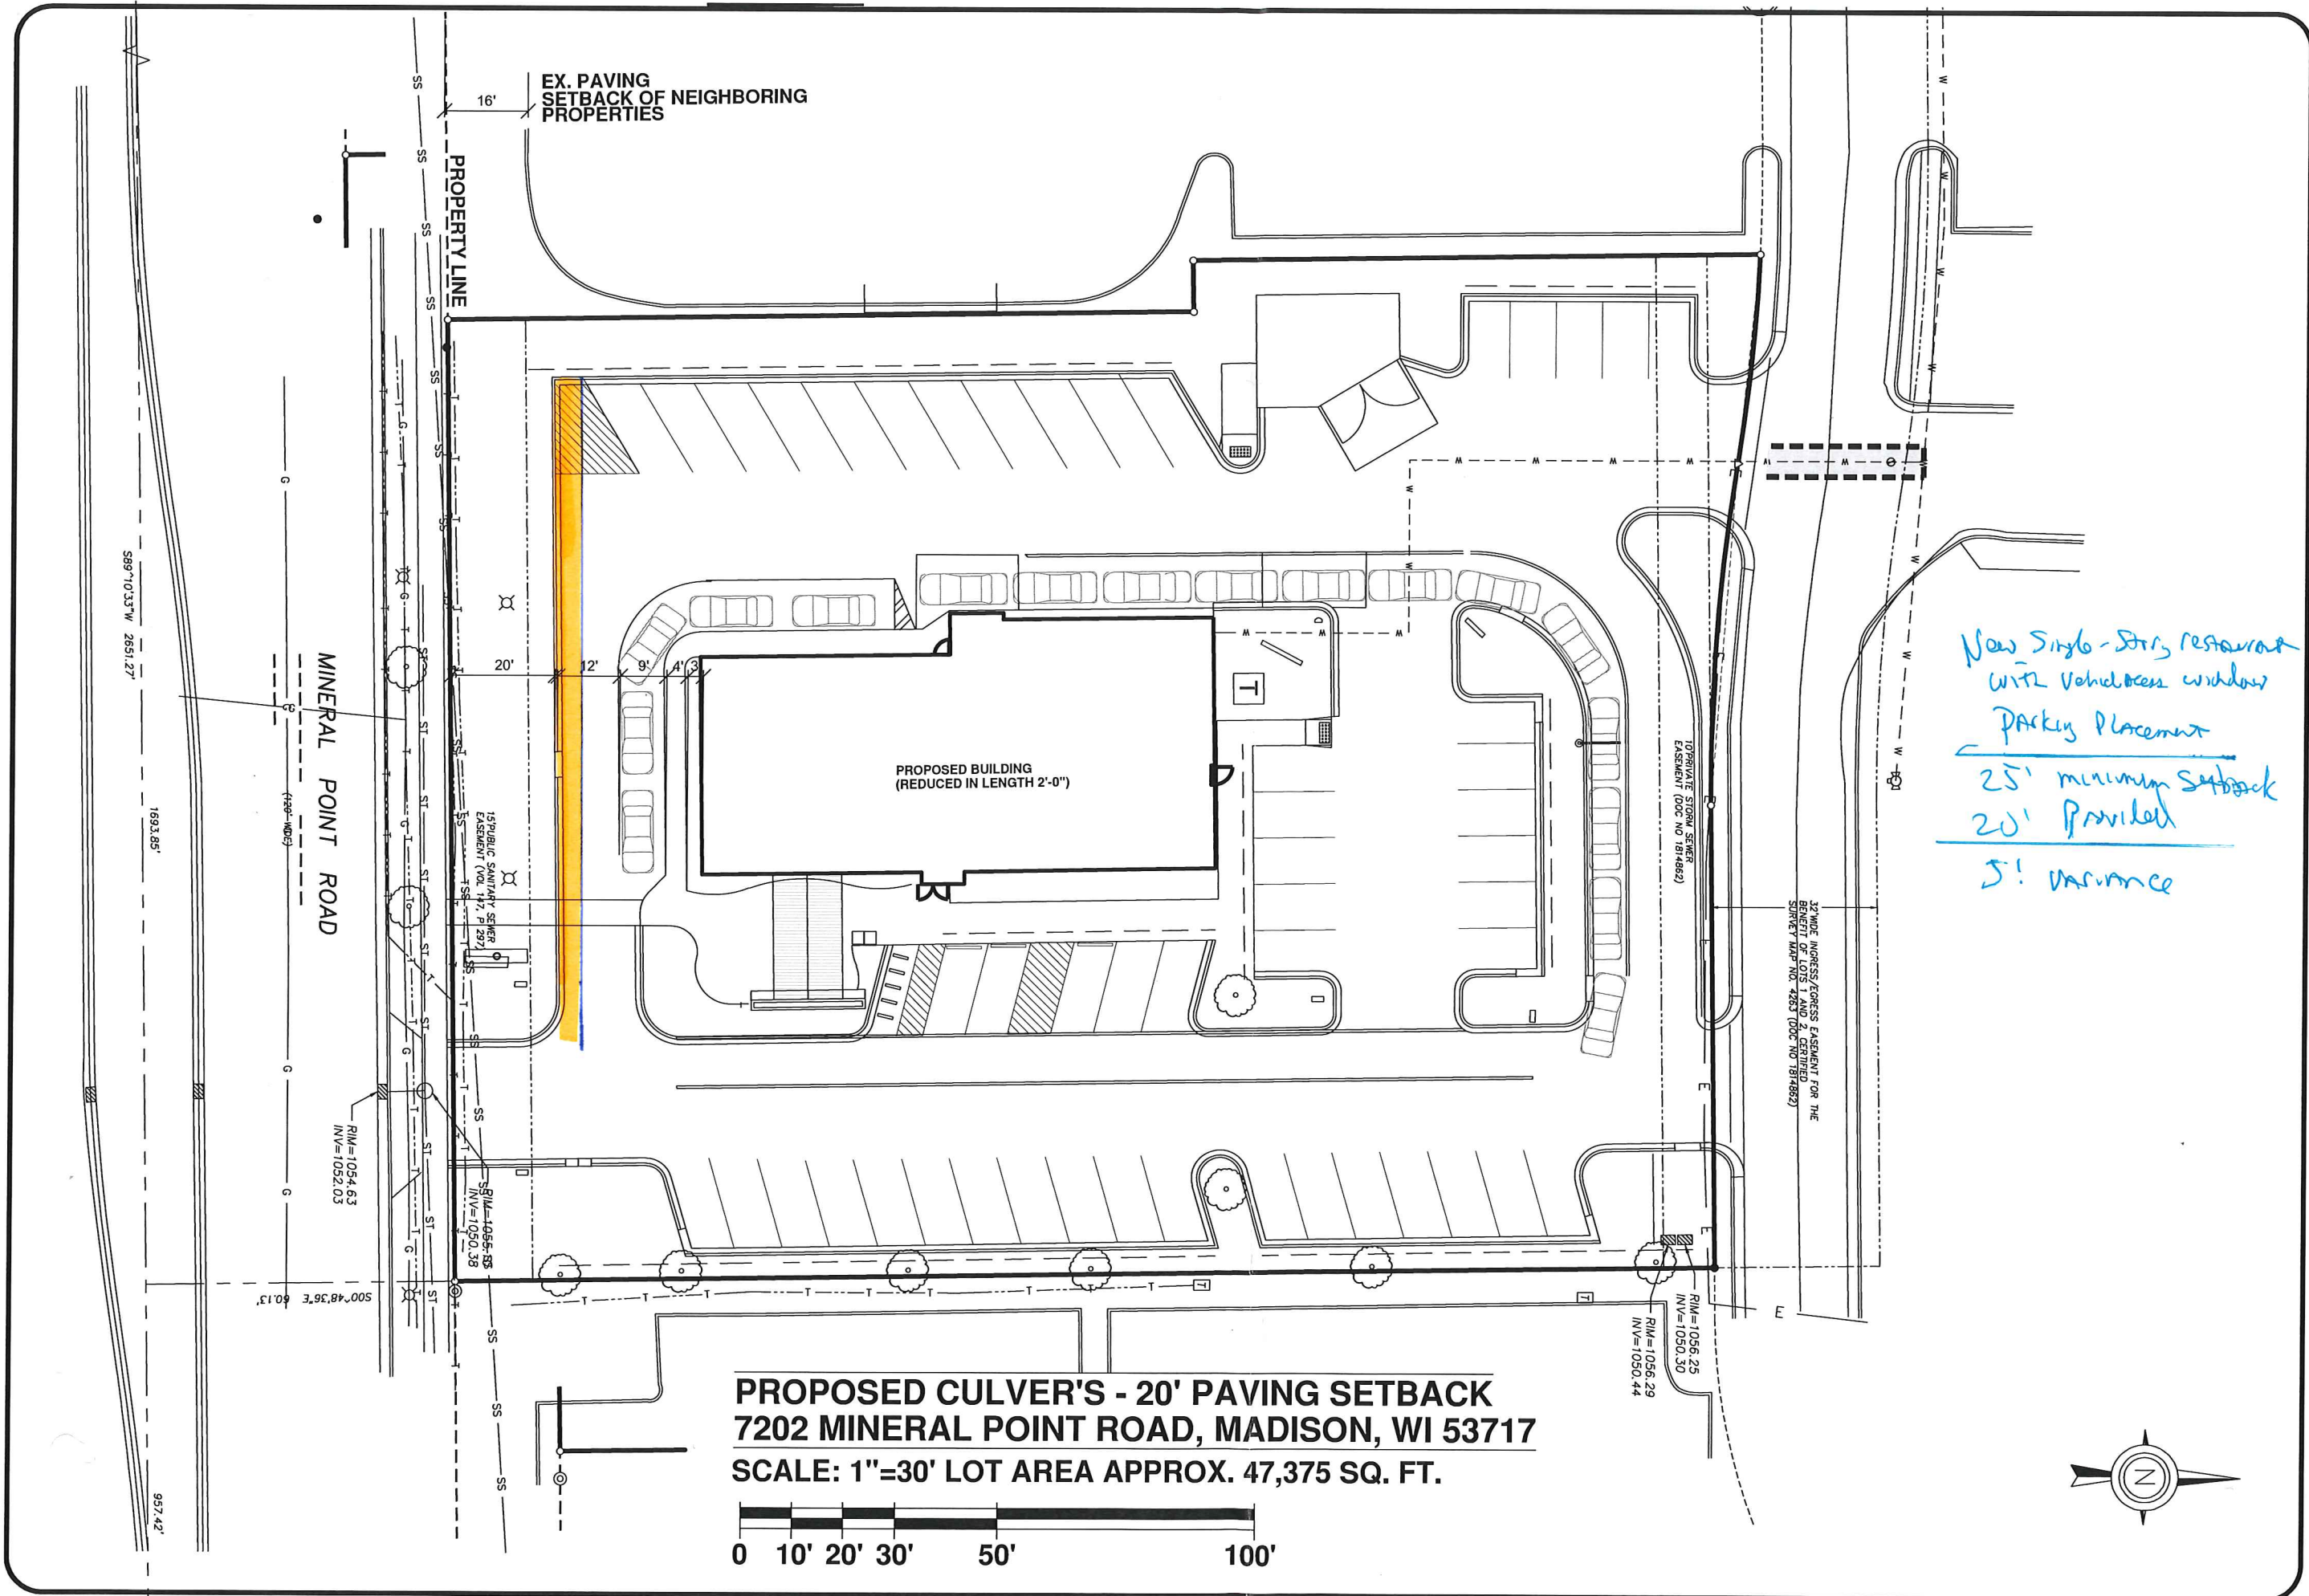 EX. PAVING
SETBACK OF NEIGHBORING
PROPERTIES
16'
PROPERTY LINE
MINERAL POINT ROAD
(120' WIDE)
S89°10'33"W 2651.27'
1693.85'
957.42'
S00°48'36"E 60.13'
20'
12'
9'
4'
3'
15' PUBLIC SANITARY SEWER
EASEMENT (VOL 147, P 297)
PROPOSED BUILDING
(REDUCED IN LENGTH 2'-0")
T
10' PRIVATE STORM SEWER
EASEMENT (DOC NO 1814862)
32' WIDE INGRESS/EGRESS EASEMENT FOR THE
BENEFIT OF LOTS 1 AND 2, CERTIFIED
SURVEY MAP NO. 4263 (DOC NO 1814862)
New Single-Story restaurant
with Vehicl access window
Parking Placement
25' minimum Setback
20' Provided
5' variance
RIM=1054.63
INV=1052.03
INV=1050.38
RIM=1056.25
INV=1050.30
RIM=1056.29
INV=1050.44
PROPOSED CULVER'S - 20' PAVING SETBACK
7202 MINERAL POINT ROAD, MADISON, WI 53717
SCALE: 1"=30' LOT AREA APPROX. 47,375 SQ. FT.
0 10' 20' 30' 50' 100'
N